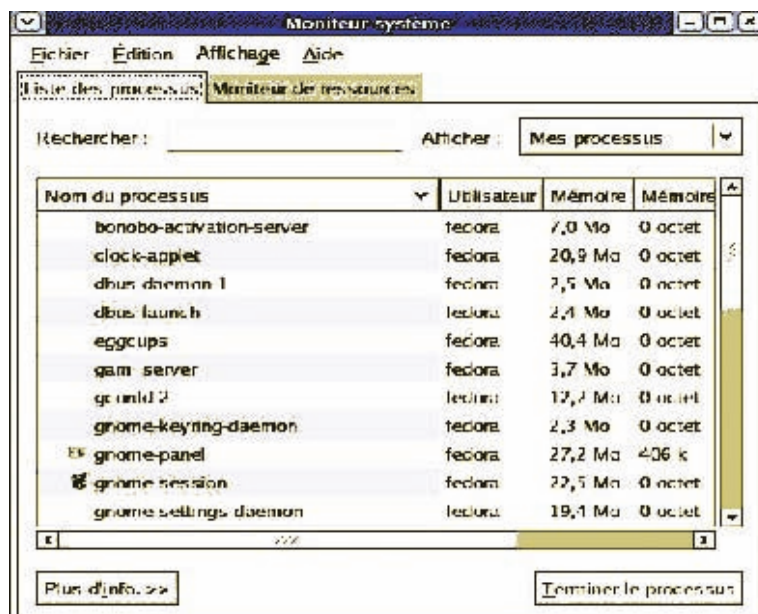 Moniteur système
Fichier Édition Affichage Aide
Liste des processus Moniteur de ressources
Rechercher : Afficher : Mes processus
Nom du processus Utilisateur Mémoire Mémoire
bonobo-activation-server fedora 7,0 Mo 0 octet
clock-applet fedora 20,9 Mo 0 octet
dbus-daemon-1 fedora 2,5 Mo 0 octet
dbus-launch fedora 2,4 Mo 0 octet
eggcups fedora 40,4 Mo 0 octet
gam_server fedora 3,7 Mo 0 octet
gconfd-2 fedora 12,2 Mo 0 octet
gnome-keyring-daemon fedora 2,3 Mo 0 octet
gnome-panel fedora 27,2 Mo 406 k
gnome-session fedora 22,5 Mo 0 octet
gnome-settings-daemon fedora 19,4 Mo 0 octet
Plus d'info. >> Terminer le processus